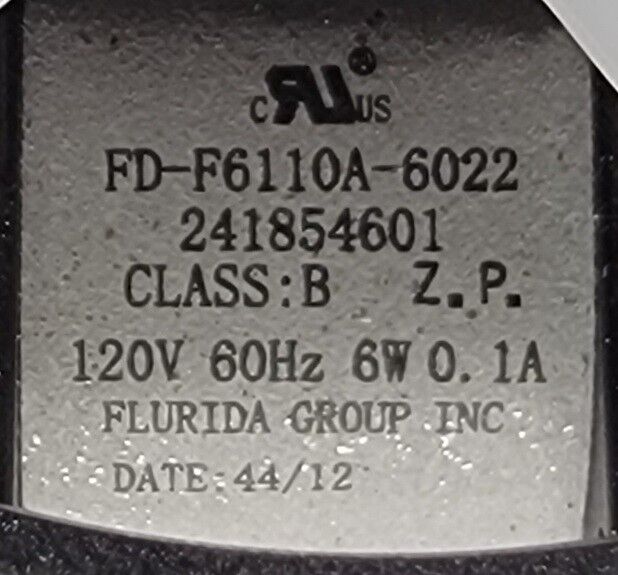 C RU ® US
FD-F6110A-6022
241854601
CLASS:B Z.P.
120V 60Hz 6W 0.1A
FLURIDA GROUP INC
DATE:44/12